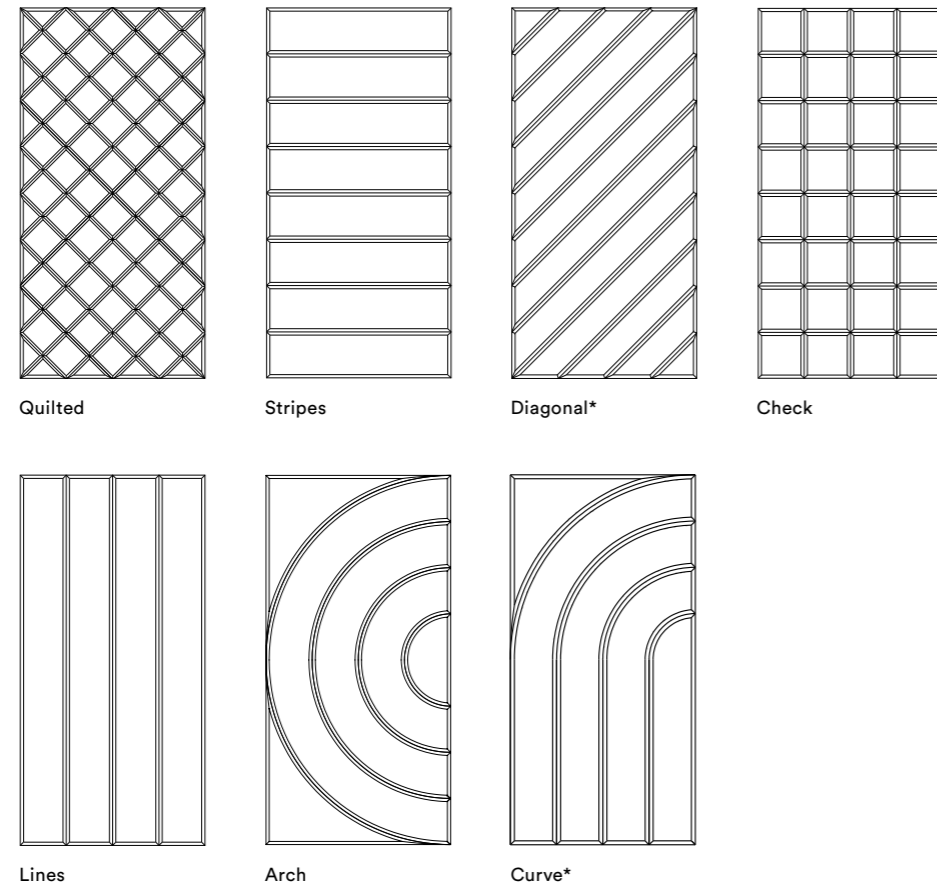 Quilted
Stripes
Diagonal*
Check
Lines
Arch
Curve*